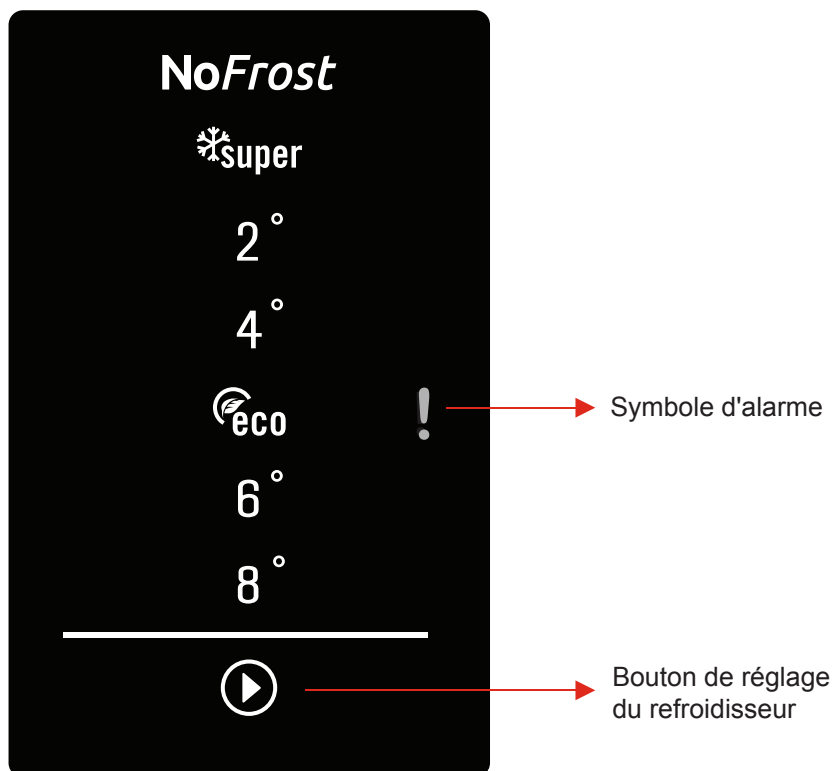 NoFrost
super
2°
4°
eco
!
Symbole d'alarme
6°
8°
Bouton de réglage
du refroidisseur